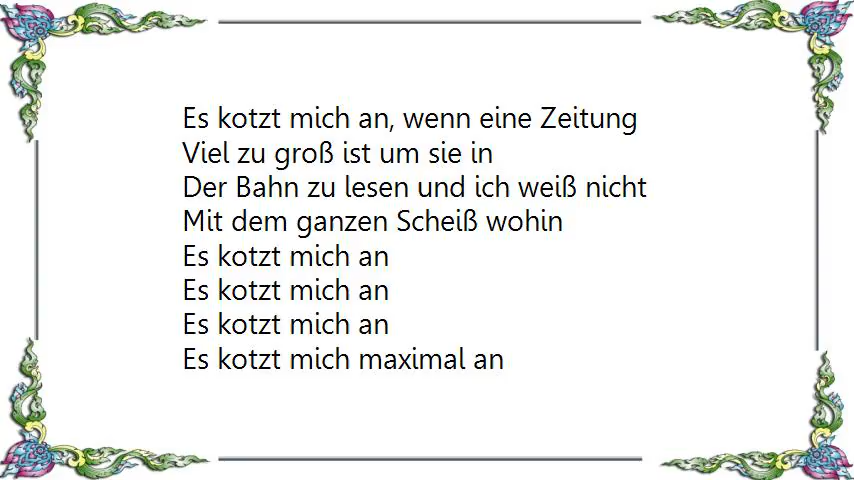 Es kotzt mich an, wenn eine Zeitung
Viel zu groß ist um sie in
Der Bahn zu lesen und ich weiß nicht
Mit dem ganzen Scheiß wohin
Es kotzt mich an
Es kotzt mich an
Es kotzt mich an
Es kotzt mich maximal an